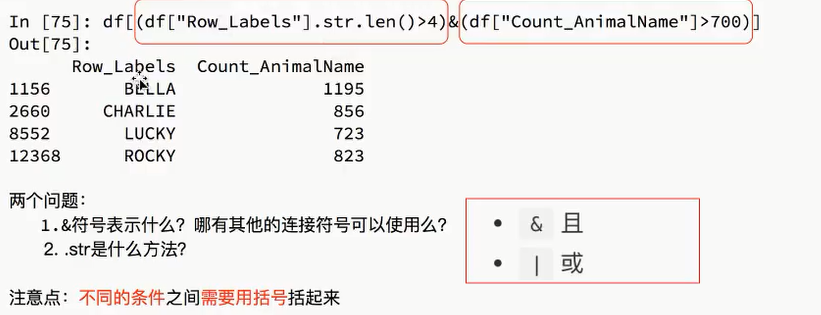 In [75]: df[(df["Row_Labels"].str.len()>4)&(df["Count_AnimalName"]>700)]
Out[75]:
Row_Labels Count_AnimalName
1156 BELLA 1195
2660 CHARLIE 856
8552 LUCKY 723
12368 ROCKY 823
两个问题：
1.&符号表示什么？哪有其他的连接符号可以使用么？
2. .str是什么方法？
• & 且
• | 或
注意点：不同的条件之间需要用括号括起来